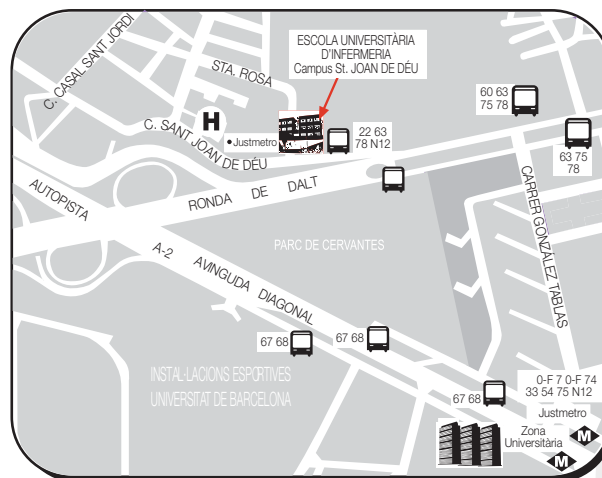 C. CASAL SANT JORDI
STA. ROSA
ESCOLA UNIVERSITÀRIA
D'INFERMERIA
Campus St. JOAN DE DÉU
60 63
75 78
H
C. SANT JOAN DE DÉU
• Justmetro
22 63
78 N12
63 75
78
AUTOPISTA
RONDA DE DALT
CARRER GONZÁLEZ TABLAS
A-2 AVINGUDA DIAGONAL
PARC DE CERVANTES
67 68
67 68
INSTAL·LACIONS ESPORTIVES
UNIVERSITAT DE BARCELONA
67 68
0-F 7 0-F 74
33 54 75 N12
Justmetro
Zona
Universitària
M
M